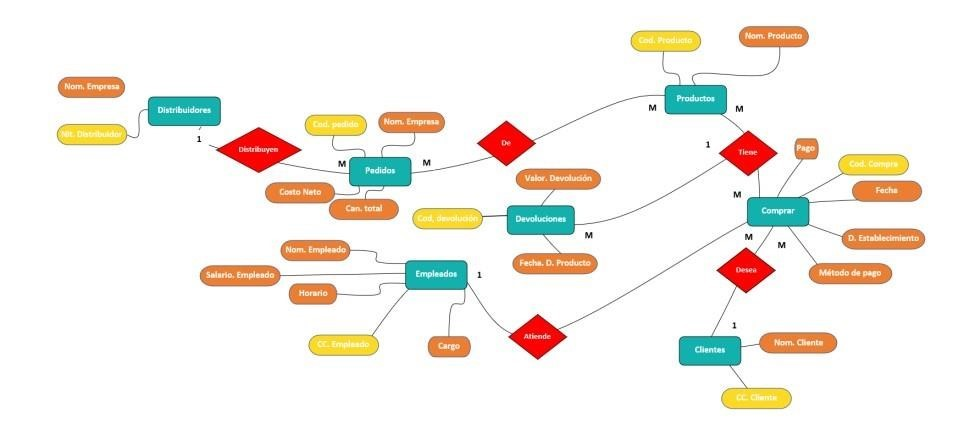 Cod. Producto
Nom. Producto
Nom. Empresa
Distribuidores
Productos
M
M
Nit. Distribuidor
Cod. pedido
Nom. Empresa
1
Distribuyen
De
1
Tiene
Pago
M
Pedidos
M
Cod. Compra
Valor. Devolución
Costo Neto
Can. total
M
Fecha
Cod, devolución
Devoluciones
Comprar
M
M
M
D. Establecimiento
Nom. Empleado
Fecha. D. Producto
Salario. Empleado
Empleados
1
Desea
Método de pago
Horario
1
Atiende
CC. Empleado
Cargo
Clientes
Nom. Cliente
CC. Cliente